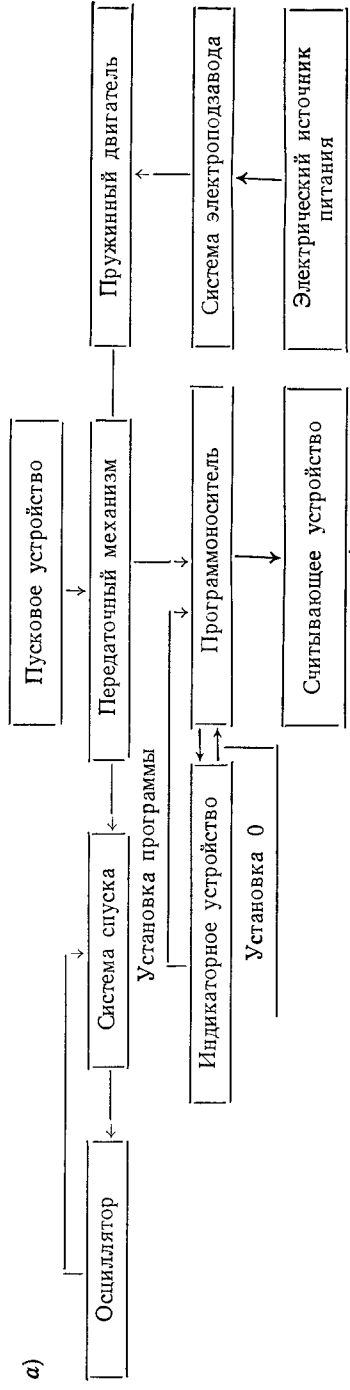 а)
Пусковое устройство
Осциллятор
Система спуска
Передаточный механизм
Пружинный двигатель
Установка программы
Индикаторное устройство
Программоноситель
Система электроподзавода
Установка 0
Считывающее устройство
Электрический источник
питания